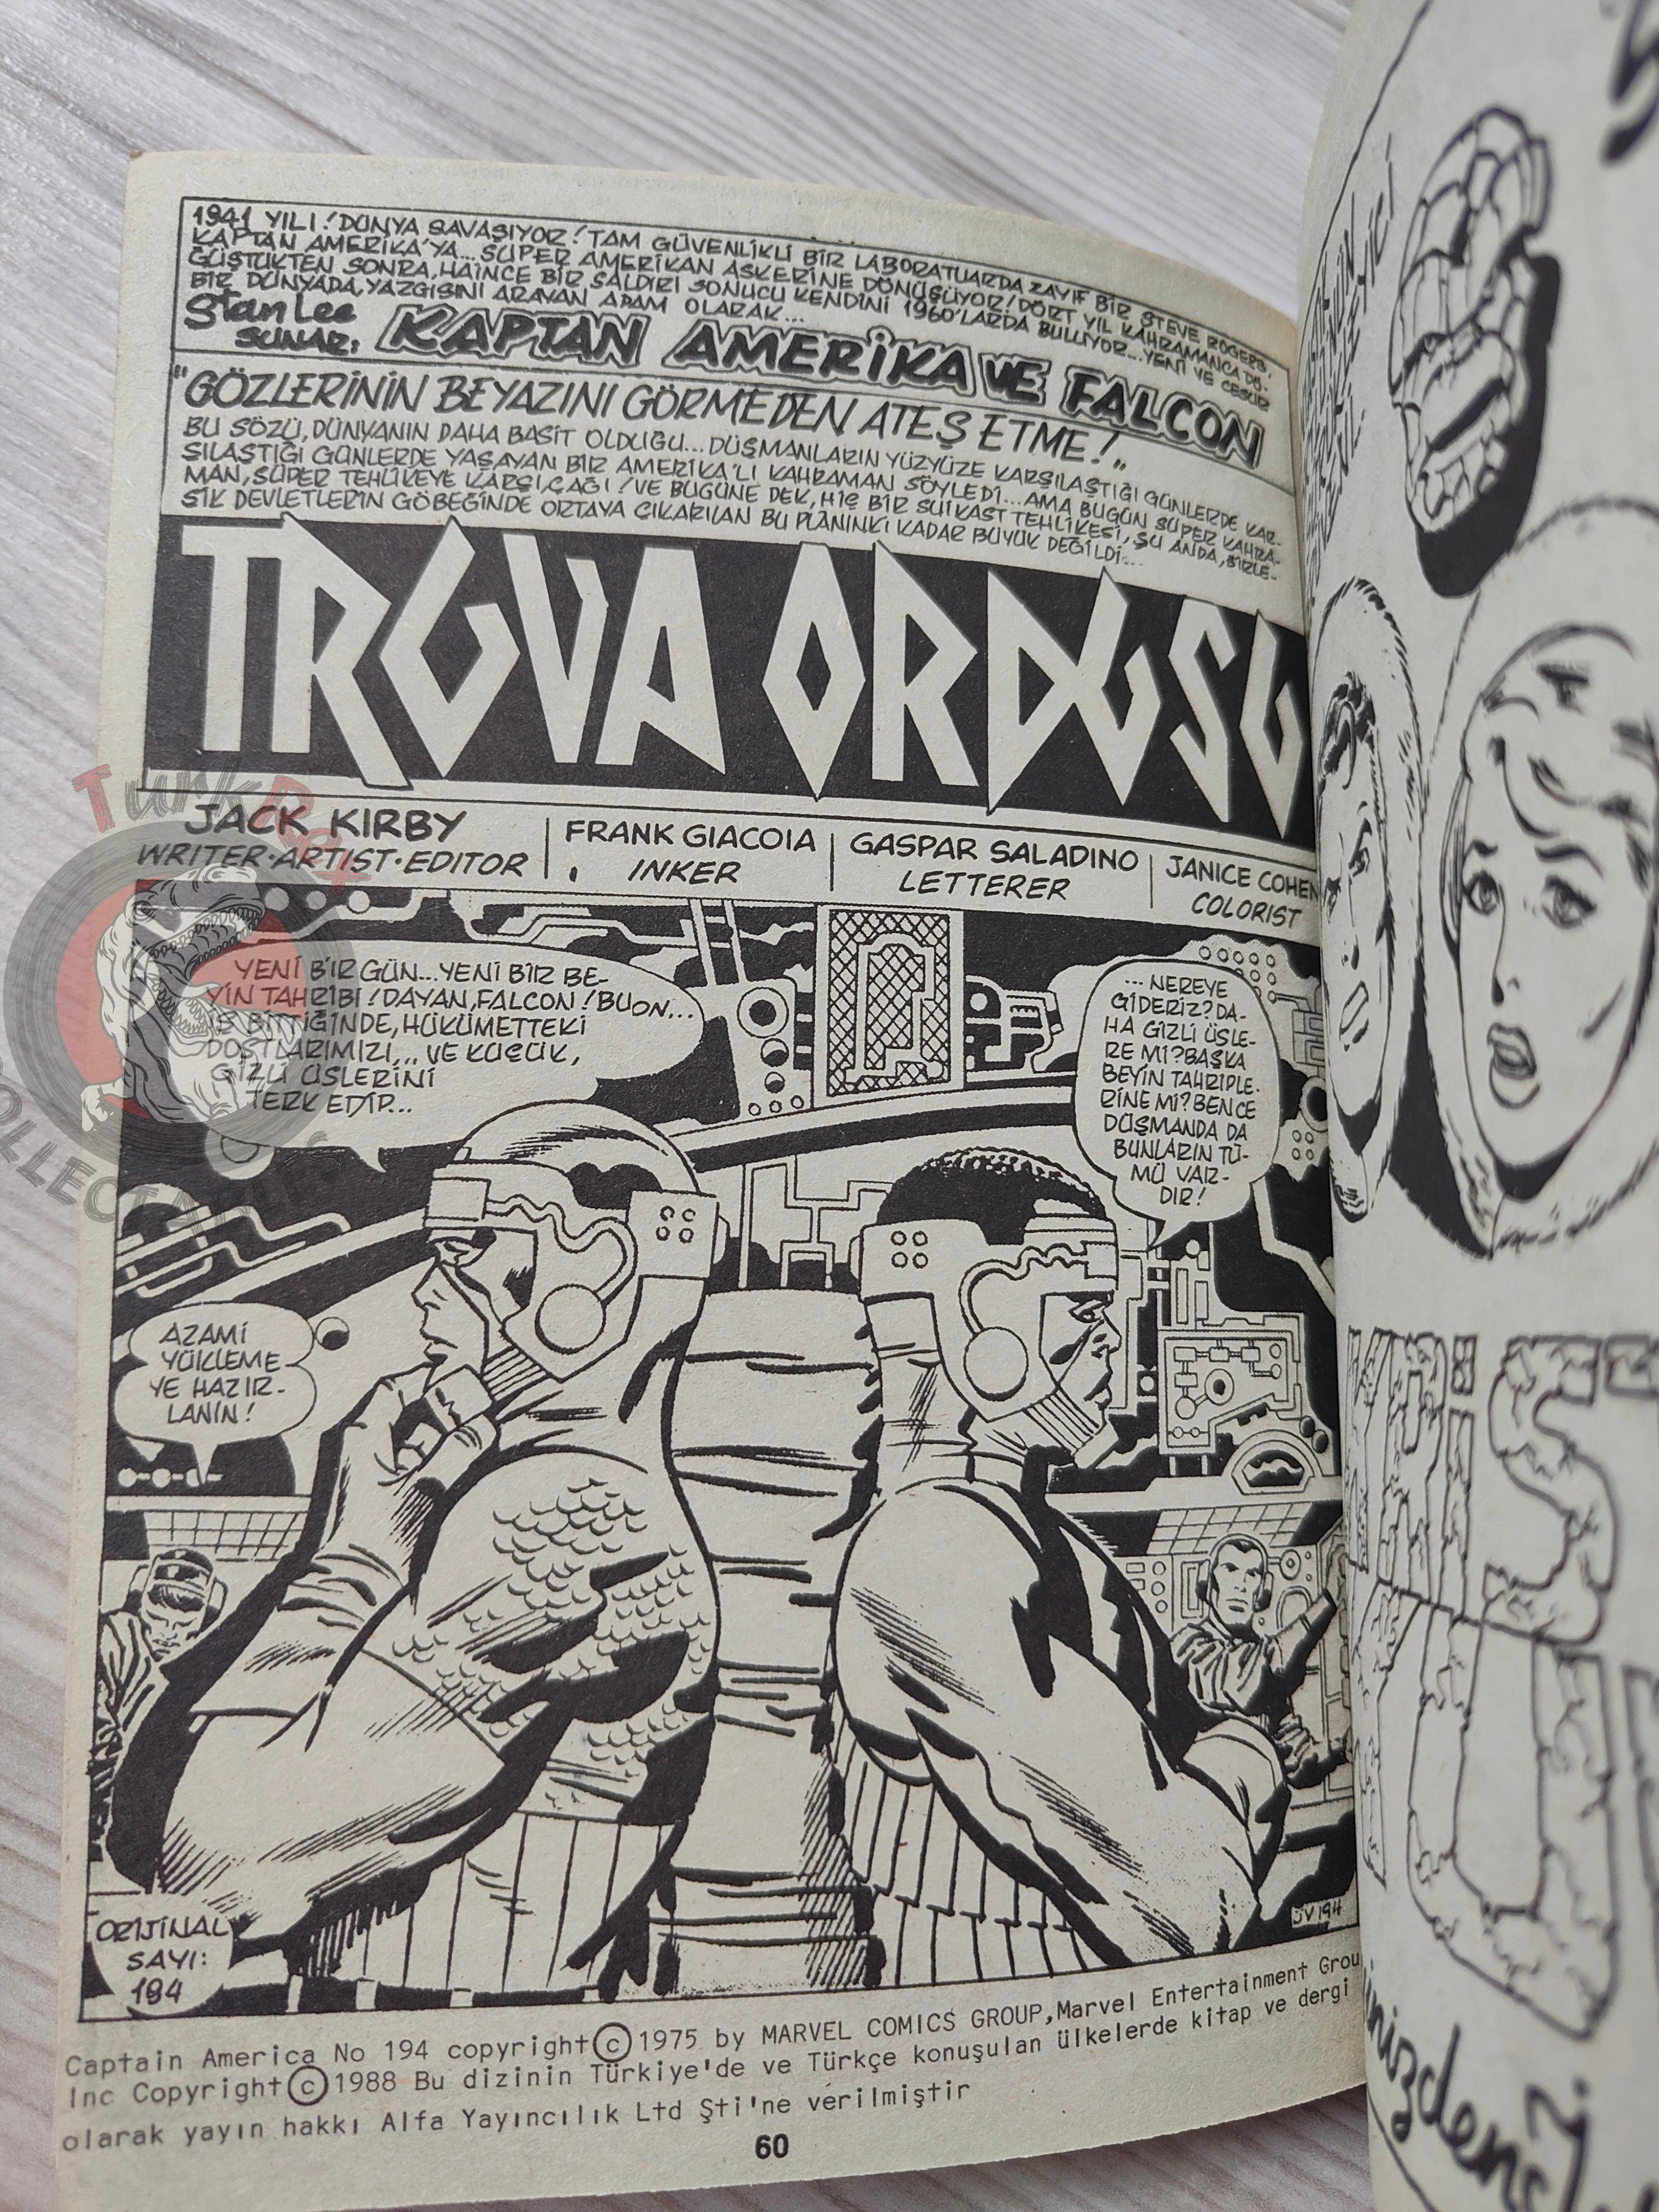 1941 YILI! DÜNYA SAVAŞIYOR! TAM GÜVENLİKLİ BİR LABORATUARDA ZAYIF BİR STEVE ROGERS,
KAPTAN AMERİKA'YA... SÜPER AMERİKAN ASKERİNE DÖNÜŞÜYOR! DÖRT YIL KAHRAMANCA DÖ-
ĞÜŞTÜKTEN SONRA, HAİNCE BİR SALDIRI SONUCU KENDİNİ 1960'LARDA BULUYOR... YENİ VE CESUR
BİR DÜNYADA, YAZGISINI ARAYAN ADAM OLARAK...
Stan Lee
SUNAR:
KAPTAN AMERİKA VE FALCON
"GÖZLERİNİN BEYAZINI GÖRMEDEN ATEŞ ETME!"
BU SÖZÜ, DÜNYANIN DAHA BASİT OLDUĞU... DÜŞMANLARIN YÜZYÜZE KARŞILAŞTIĞI GÜNLERDE KAR-
ŞILAŞTIĞI GÜNLERDE YAŞAYAN BİR AMERİKA'LI KAHRAMAN SÖYLEDİ... AMA BUGÜN SÜPER KAHRA-
MAN, SÜPER TEHLİKEYE KARŞI, ÇAĞI! VE BUGÜNE DEK, HİÇ BİR SUİKAST TEHLİKESİ, ŞU ANDA, BİRLE-
ŞİK DEVLETLERİN GÖBEĞİNDE ORTAYA ÇIKARILAN BU PLANINKİ KADAR BÜYÜK DEĞİLDİ...
TROVA ORDUSU
JACK KIRBY
WRITER·ARTIST·EDITOR
FRANK GIACOIA
INKER
GASPAR SALADINO
LETTERER
JANICE COHEN
COLORIST
YENİ BİR GÜN... YENİ BİR BE-
YİN TAHRİBİ! DAYAN, FALCON! BU ON...
İŞ BİTTİĞİNDE, HÜKÜMETTEKİ
DOSTLARIMIZI... VE KÜÇÜK,
GİZLİ ÜSLERİNİ
TERK EDİP...
... NEREYE
GİDERİZ? DA-
HA GİZLİ ÜSLE-
RE Mİ? BAŞKA
BEYİN TAHRİPLE-
RİNE Mİ? BENCE
DÜŞMANDA DA
BUNLARIN TÜ-
MÜ VAR-
DIR!
AZAMİ
YÜKLEME-
YE HAZIR-
LANIN!
ORİJİNAL
SAYI:
194
JV194
Captain America No 194 copyright © 1975 by MARVEL COMICS GROUP, Marvel Entertainment Grou
Inc Copyright © 1988 Bu dizinin Türkiye'de ve Türkçe konuşulan ülkelerde kitap ve dergi
olarak yayın hakkı Alfa Yayıncılık Ltd Şti'ne verilmiştir
60